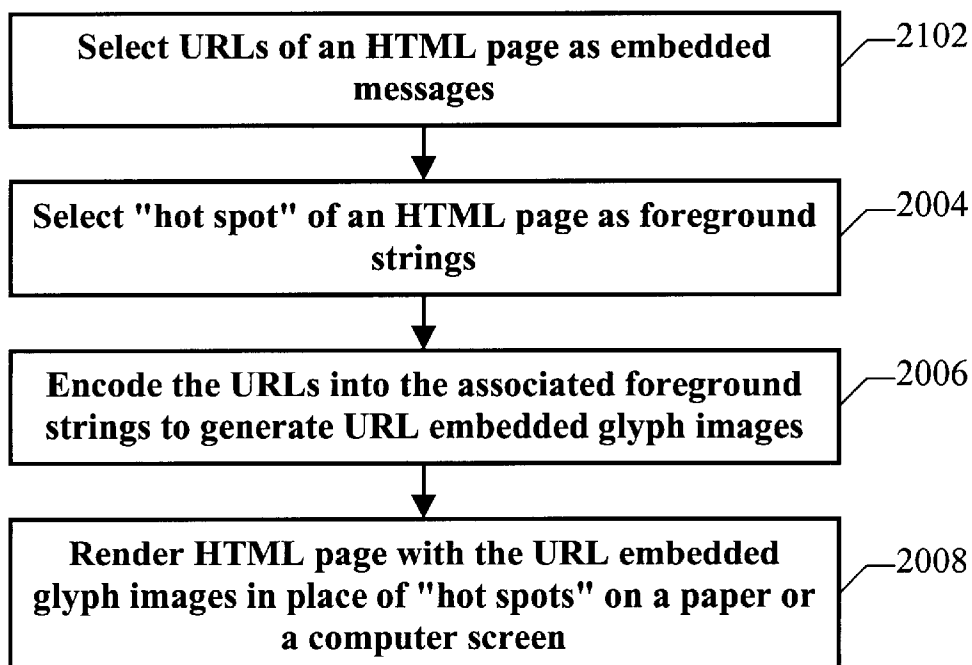 Select URLs of an HTML page as embedded
messages
2102
Select "hot spot" of an HTML page as foreground
strings
2004
Encode the URLs into the associated foreground
strings to generate URL embedded glyph images
2006
Render HTML page with the URL embedded
glyph images in place of "hot spots" on a paper or
a computer screen
2008